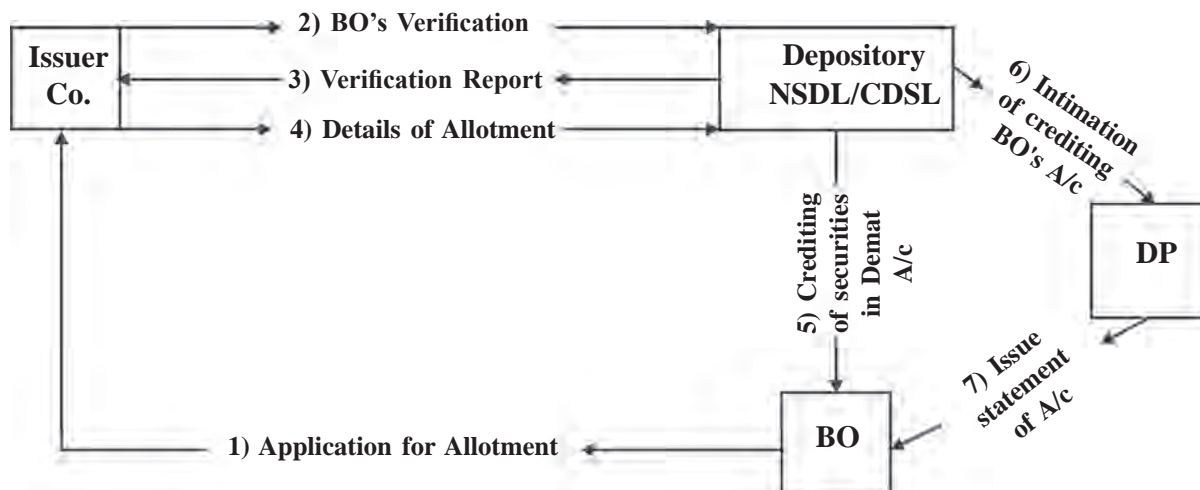 2) BO's Verification
Issuer
Co.
3) Verification Report
4) Details of Allotment
Depository
NSDL/CDSL
6) Intimation
of crediting
BO's A/c
5) Crediting
of securities
in Demat
A/c
DP
7) Issue
statement
of A/c
BO
1) Application for Allotment